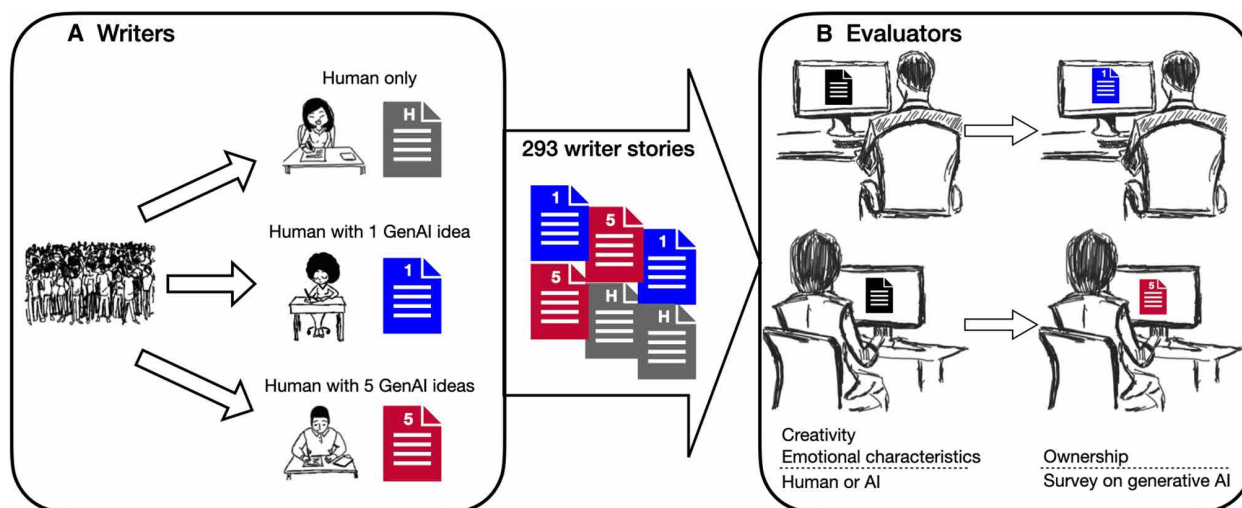 A Writers
Human only
H
Human with 1 GenAI idea
1
Human with 5 GenAI ideas
5
293 writer stories
1
5
1
5
H
H
B Evaluators
1
5
Creativity
Emotional characteristics
Human or AI
Ownership
Survey on generative AI